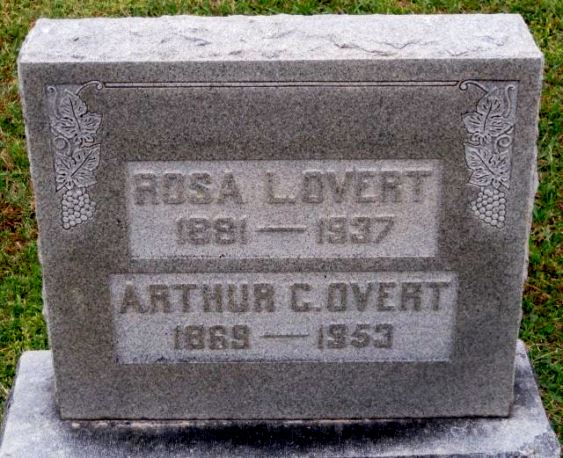 ROSA L. OVERT
1881 — 1937
ARTHUR C. OVERT
1869 — 1953